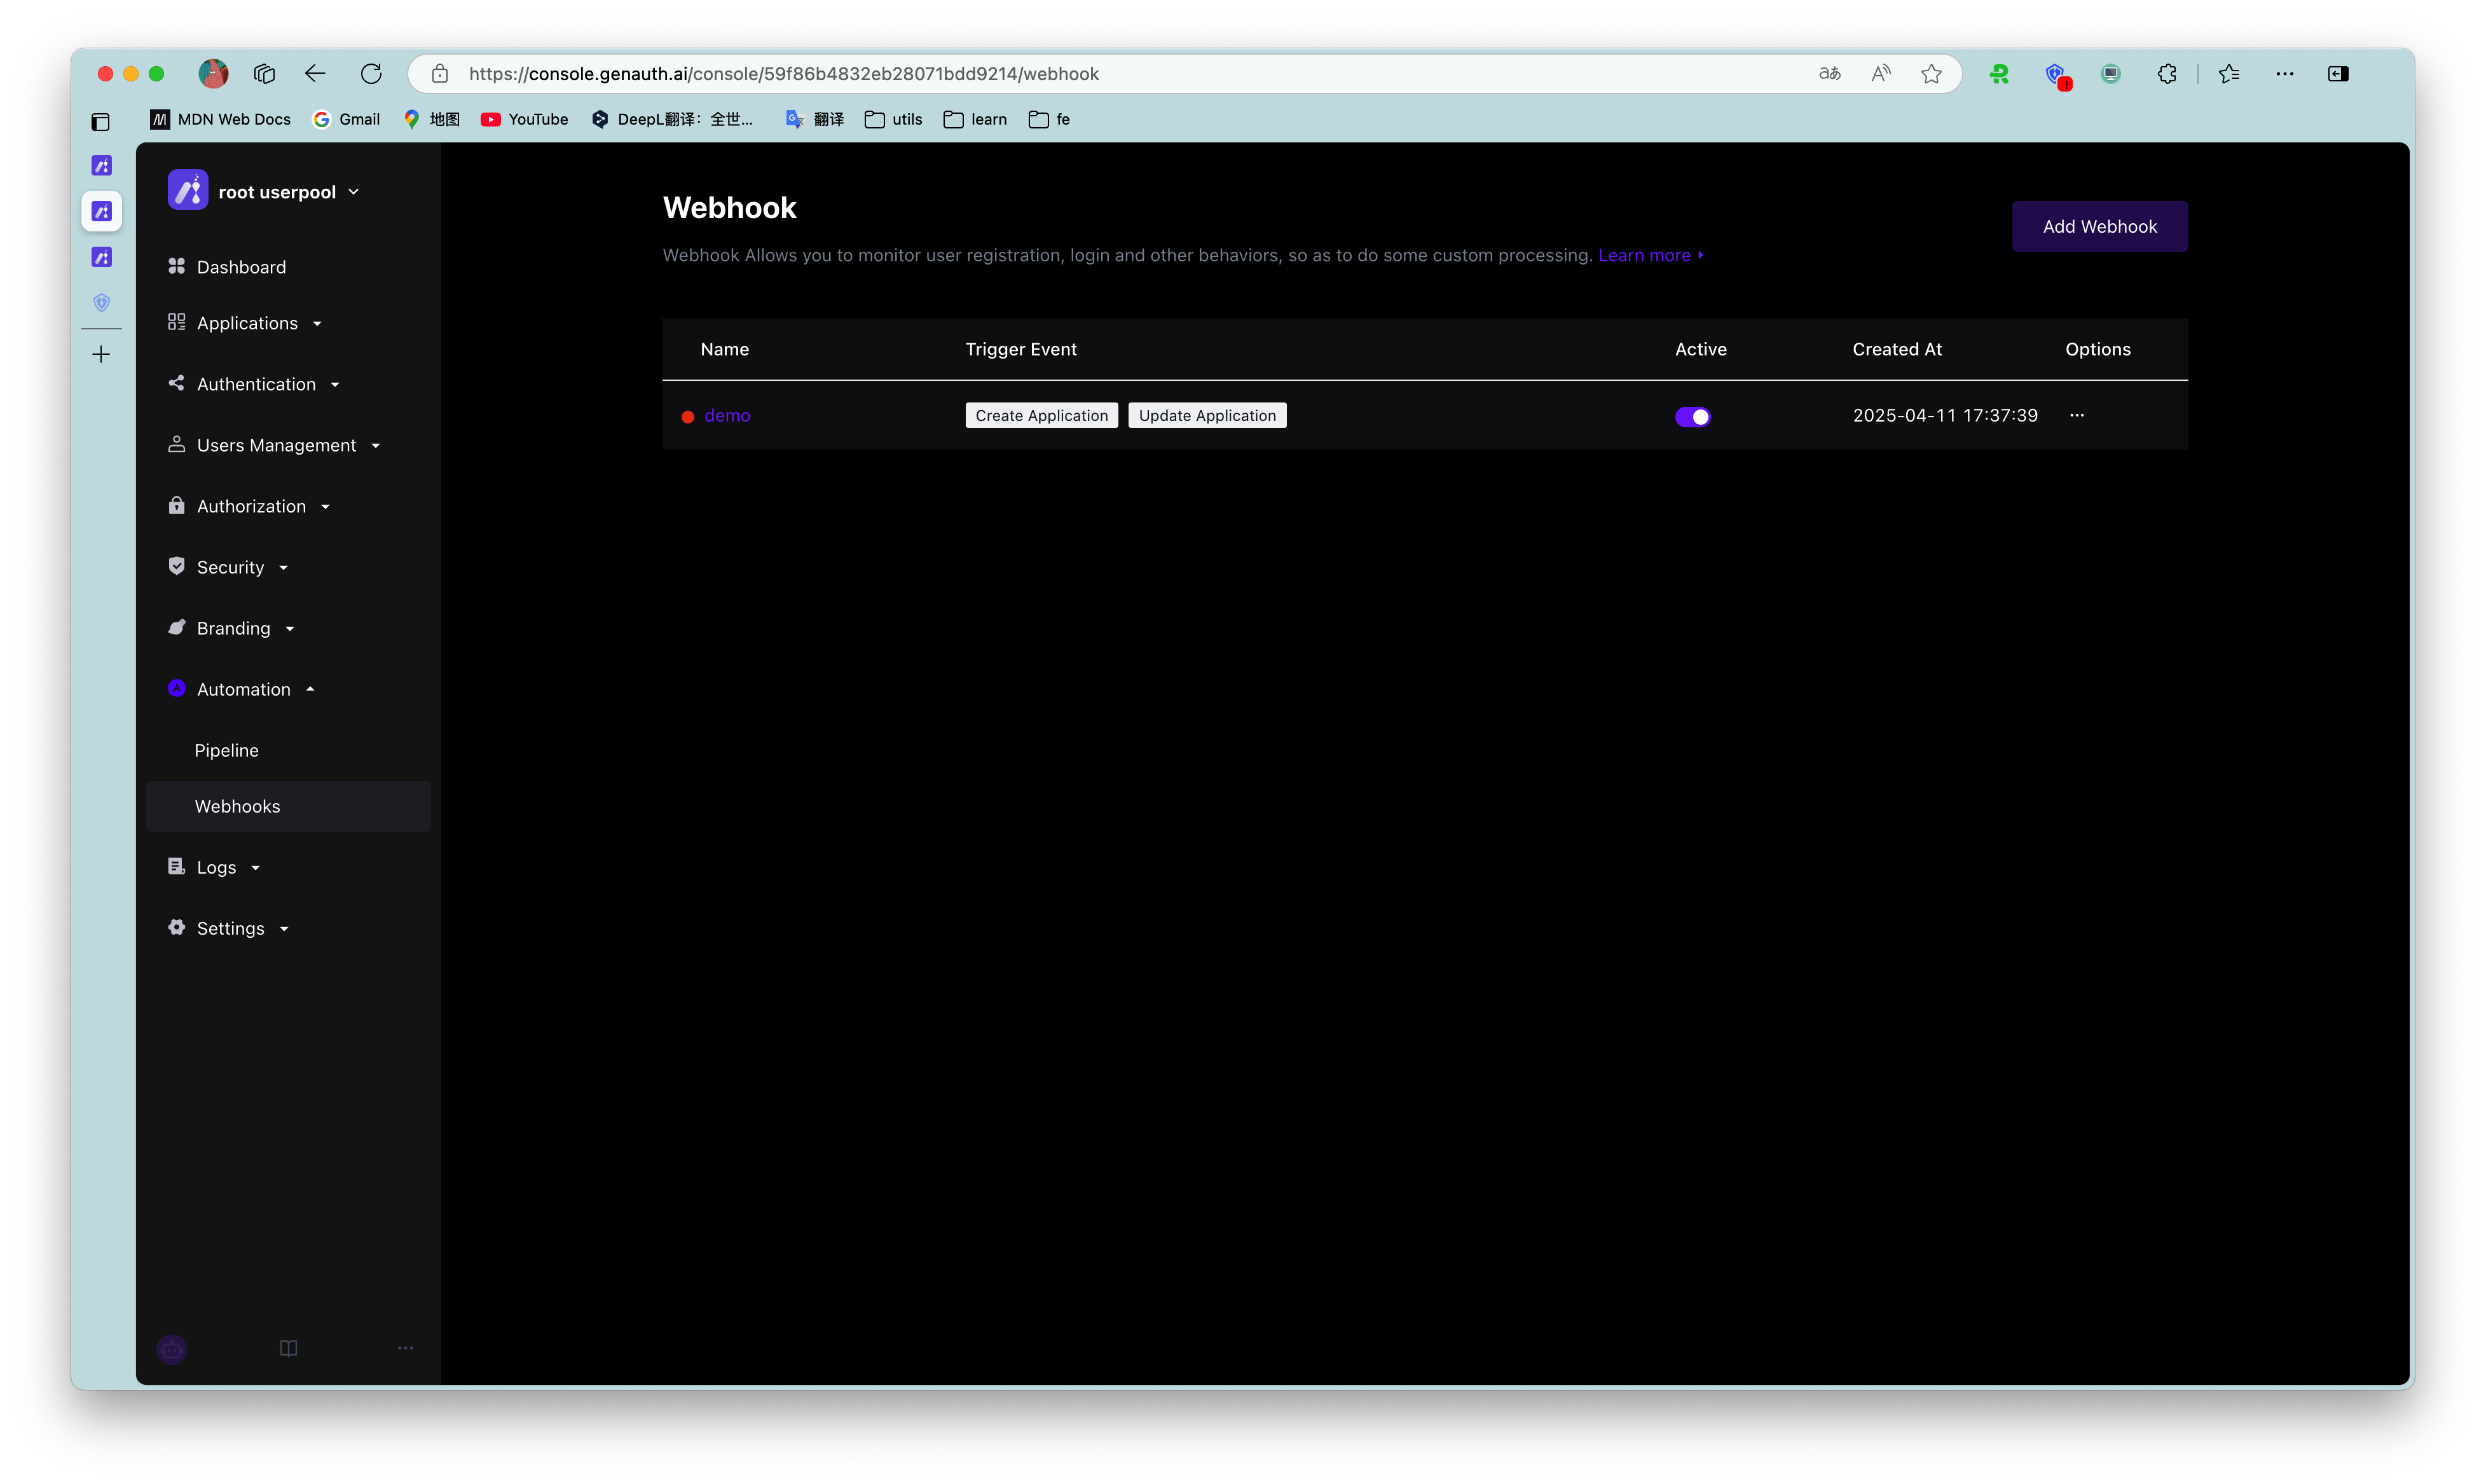 https://console.genauth.ai/console/59f86b4832eb28071bdd9214/webhook
MDN Web Docs Gmail 地图 YouTube DeepL翻译：全世... 翻译 utils learn fe
root userpool
Dashboard
Applications
Authentication
Users Management
Authorization
Security
Branding
Automation
Pipeline
Webhooks
Logs
Settings
Webhook
Webhook Allows you to monitor user registration, login and other behaviors, so as to do some custom processing. Learn more
Add Webhook
Name Trigger Event Active Created At Options
demo Create Application Update Application 2025-04-11 17:37:39